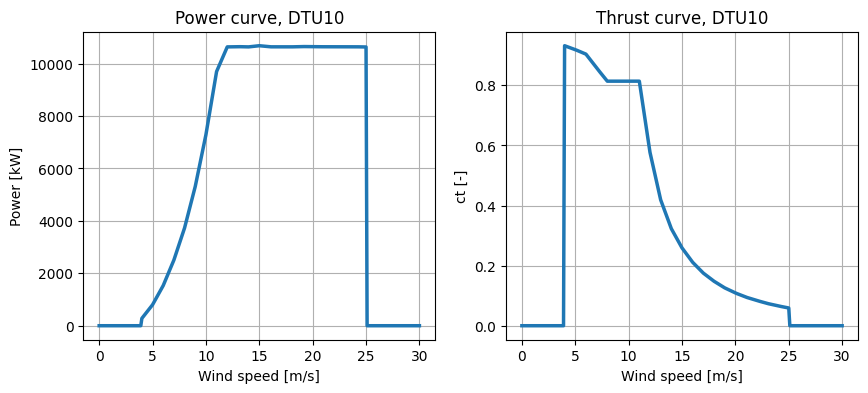 Power curve, DTU10
Power [kW]
10000
8000
6000
4000
2000
0
0 5 10 15 20 25 30
Wind speed [m/s]
Thrust curve, DTU10
ct [-]
0.8
0.6
0.4
0.2
0.0
0 5 10 15 20 25 30
Wind speed [m/s]